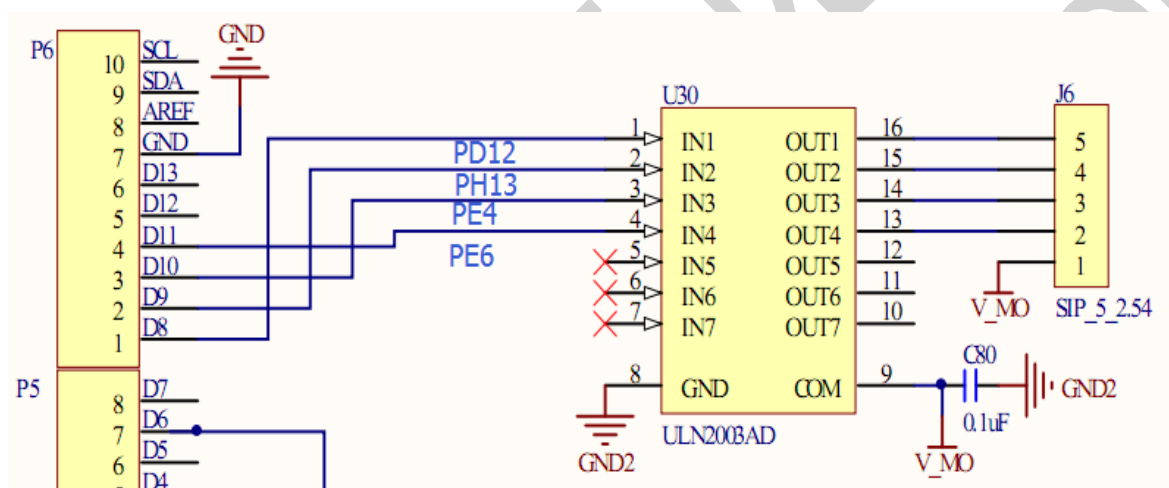 P6
GND
10 SCL
9 SDA
8 AREF
7 GND
6 D13
5 D12
4 D11
3 D10
2 D9
1 D8
PD12
PH13
PE4
PE6
U30
1 IN1 OUT1 16
2 IN2 OUT2 15
3 IN3 OUT3 14
4 IN4 OUT4 13
5 IN5 OUT5 12
6 IN6 OUT6 11
7 IN7 OUT7 10
8 GND COM 9
ULN2003AD
GND2
J6
5
4
3
2
1
V_MO
SIP_5_2.54
C80
0.1uF
GND2
V_MO
P5
8 D7
7 D6
6 D5
D4